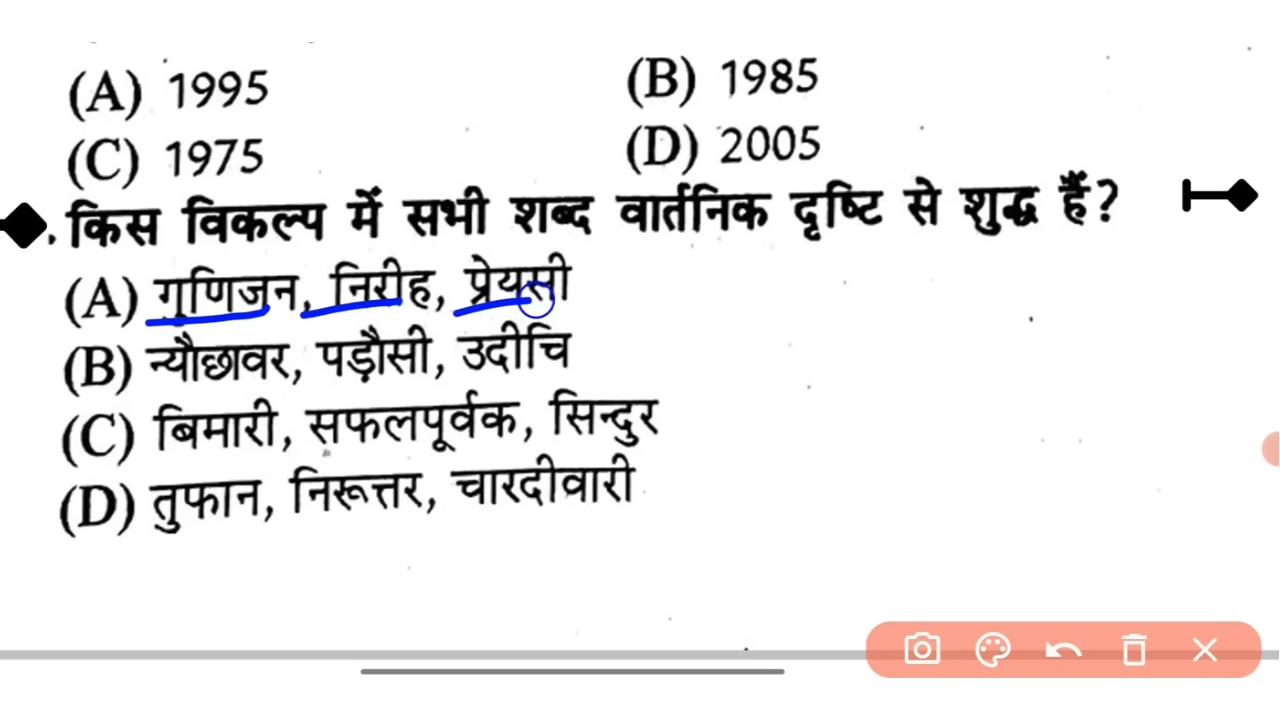 (A) 1995 (B) 1985
(C) 1975 (D) 2005
. किस विकल्प में सभी शब्द वार्तनिक दृष्टि से शुद्ध हैं?
(A) गुणिजन, निरीह, प्रेयसी
(B) न्यौछावर, पड़ौसी, उदीचि
(C) बिमारी, सफलपूर्वक, सिन्दुर
(D) तुफान, निरूत्तर, चारदीवारी